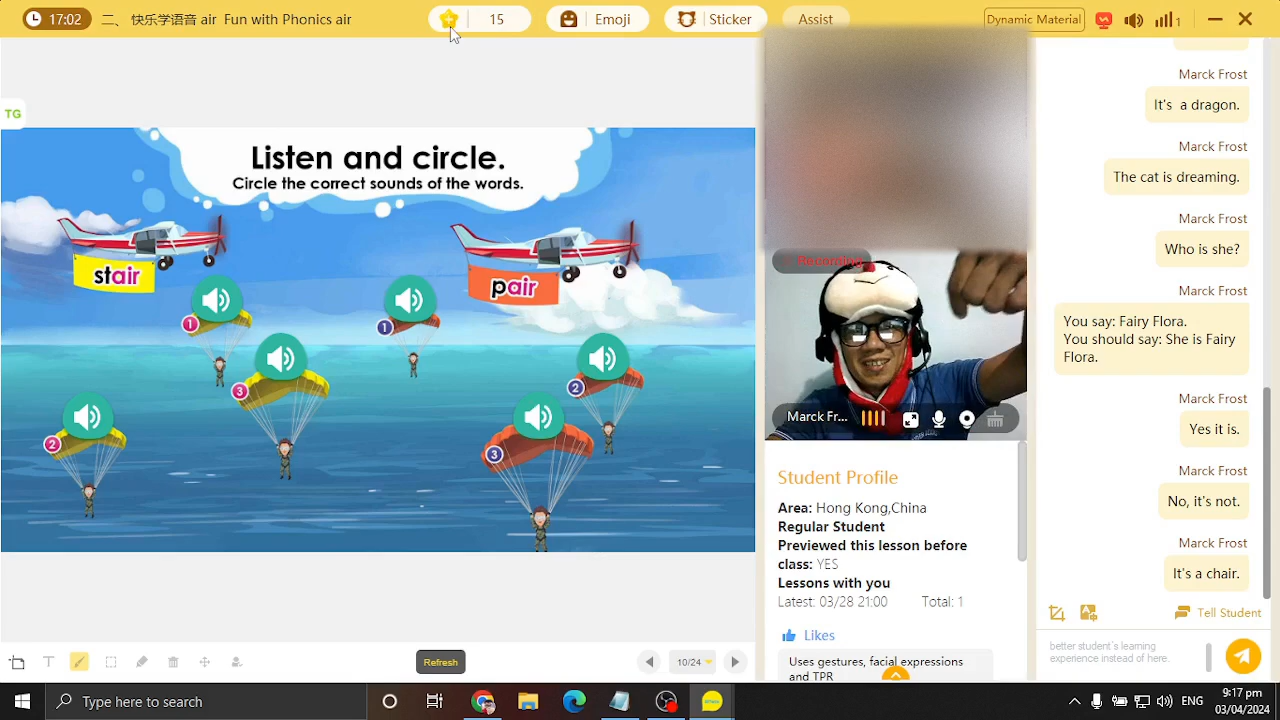 17:02 二、快乐学语音 air Fun with Phonics air
15
Emoji
Sticker
Assist
Dynamic Material
1
TG
Listen and circle.
Circle the correct sounds of the words.
stair
pair
1
1
3
2
2
3
Recording
Marck Fr...
Student Profile
Area: Hong Kong,China
Regular Student
Previewed this lesson before
class: YES
Lessons with you
Latest: 03/28 21:00 Total: 1
Likes
Uses gestures, facial expressions
and TPR
Marck Frost
It's a dragon.
Marck Frost
The cat is dreaming.
Marck Frost
Who is she?
Marck Frost
You say: Fairy Flora.
You should say: She is Fairy
Flora.
Marck Frost
Yes it is.
Marck Frost
No, it's not.
Marck Frost
It's a chair.
Tell Student
better student's learning
experience instead of here.
T
Refresh
10/24
Type here to search
ENG
9:17 pm
03/04/2024